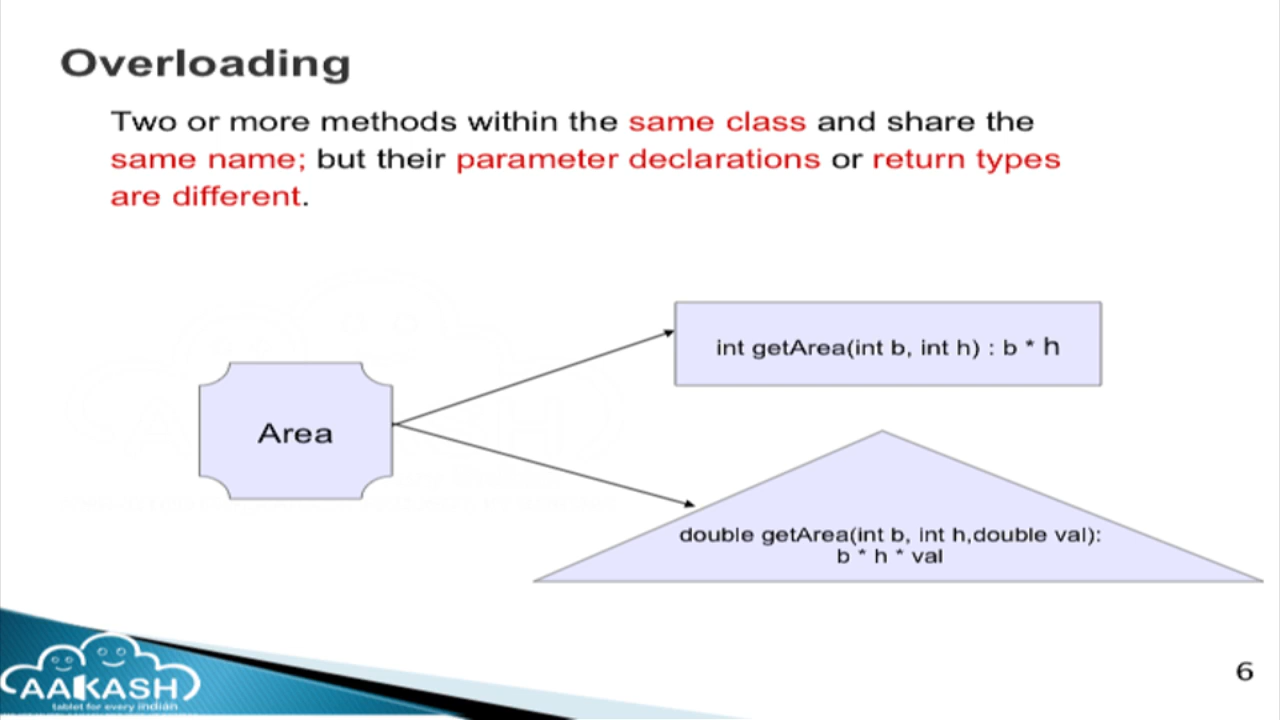 Overloading
Two or more methods within the same class and share the
same name; but their parameter declarations or return types
are different.
int getArea(int b, int h) : b * h
Area
double getArea(int b, int h,double val):
b * h * val
6
AAKASH
tablet for every indian